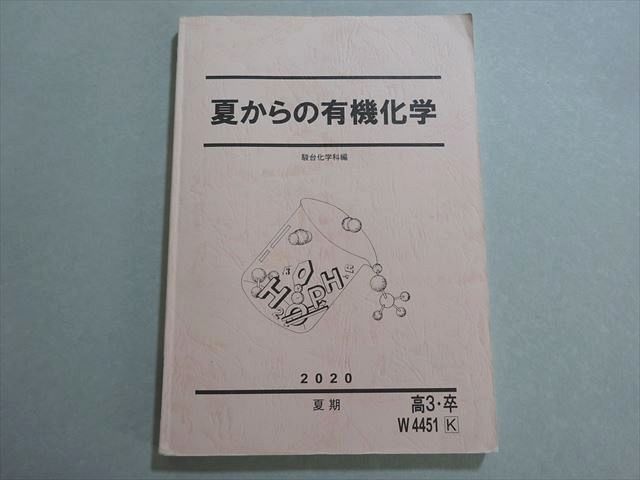 夏からの有機化学
駿台化学科編
2020
夏期
高3・卒
W4451 K